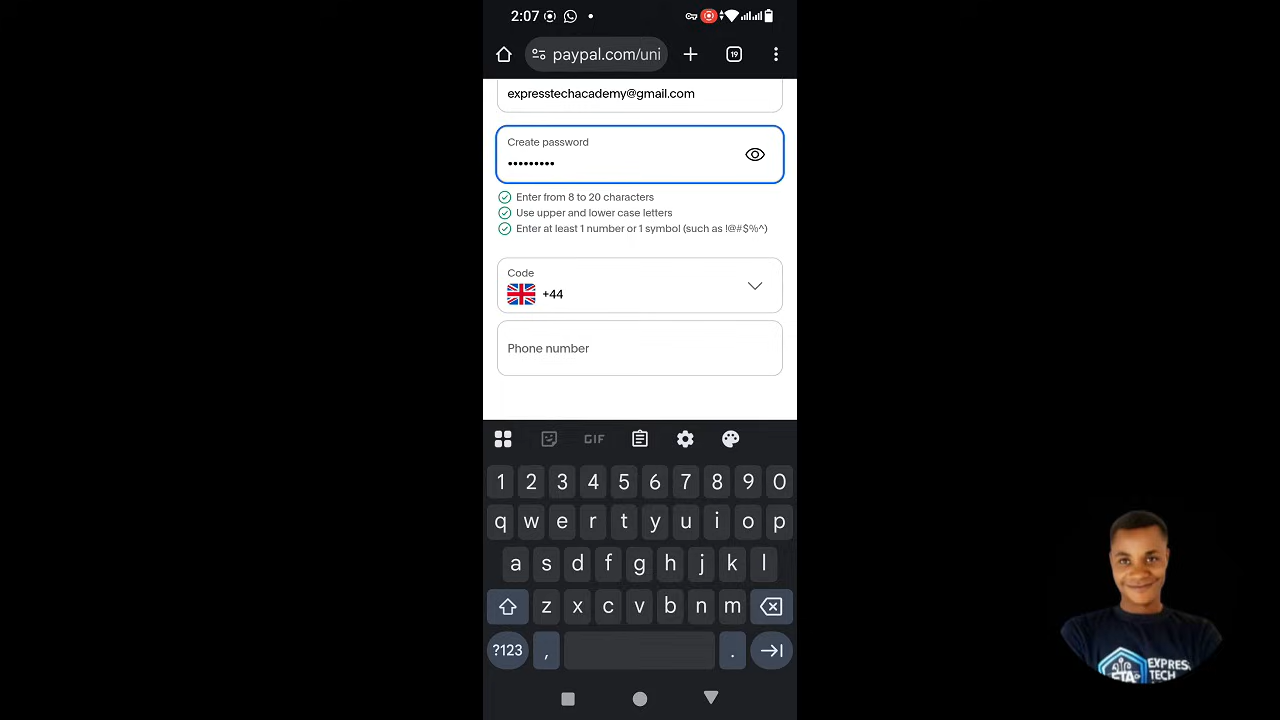 2:07
paypal.com/uni
19
expresstechacademy@gmail.com
Create password
•••••••••
Enter from 8 to 20 characters
Use upper and lower case letters
Enter at least 1 number or 1 symbol (such as !@#$%^)
Code
+44
Phone number
GIF
1 2 3 4 5 6 7 8 9 0
q w e r t y u i o p
a s d f g h j k l
z x c v b n m
?123 , .
EXPRES
TECH
ETA